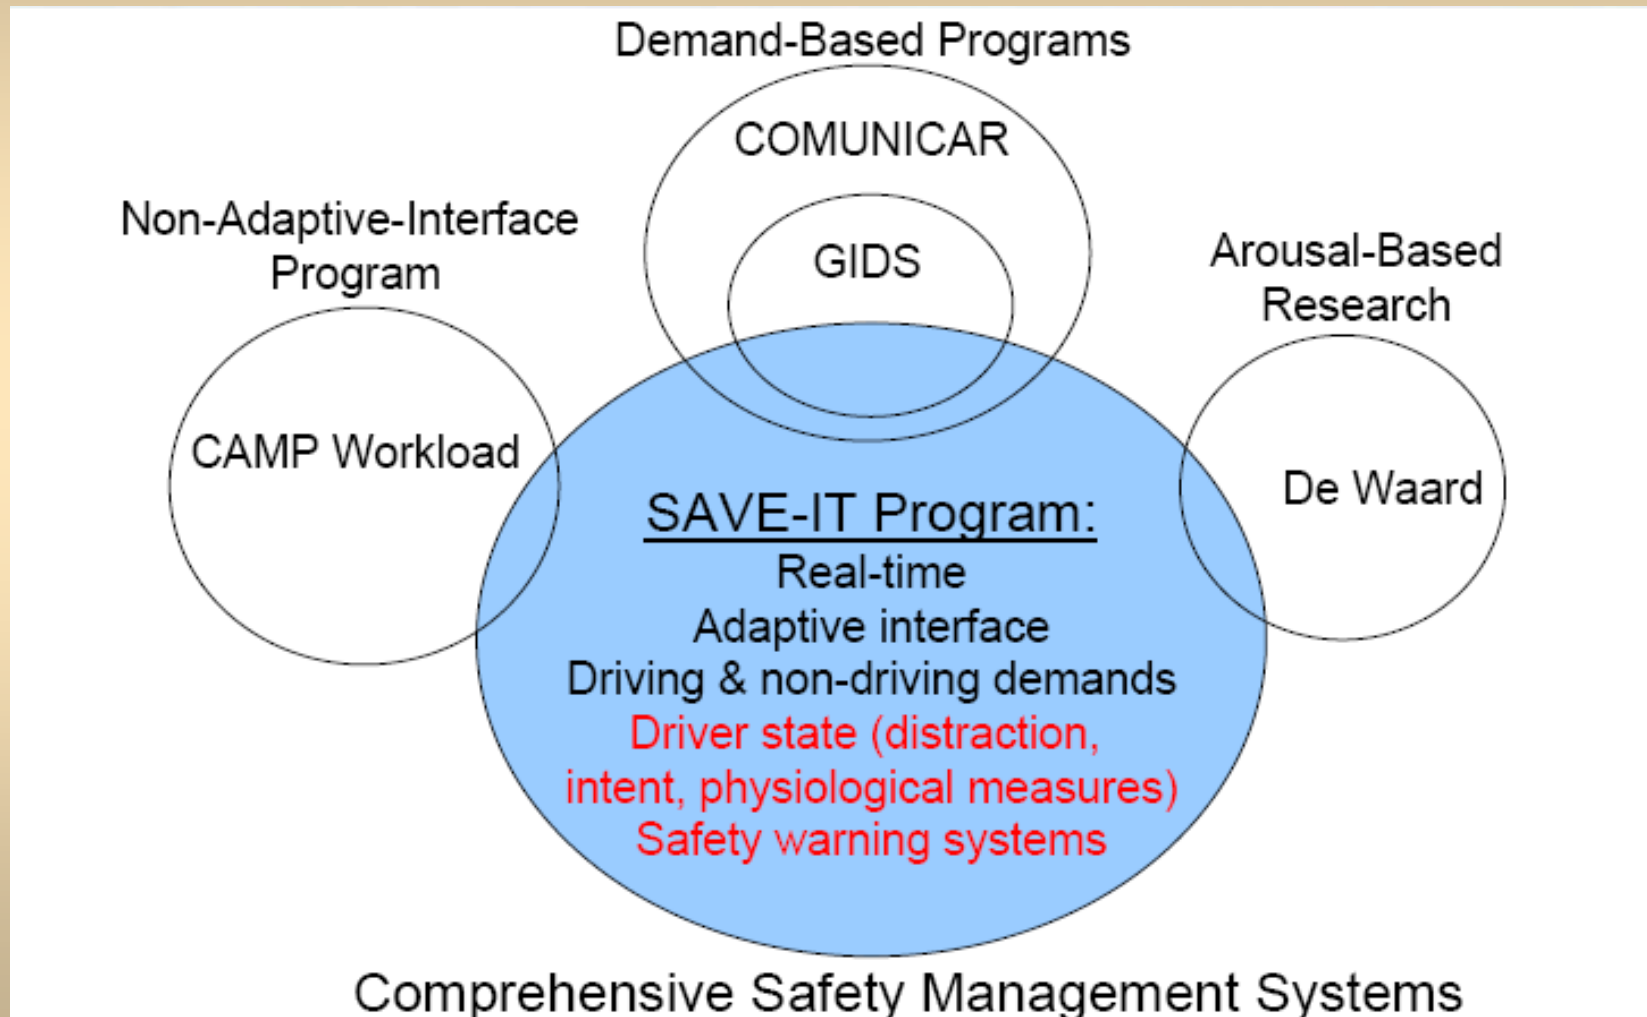 Demand-Based Programs
COMUNICAR
GIDS
Non-Adaptive-Interface
Program
CAMP Workload
Arousal-Based
Research
De Waard
SAVE-IT Program:
Real-time
Adaptive interface
Driving & non-driving demands
Driver state (distraction,
intent, physiological measures)
Safety warning systems
Comprehensive Safety Management Systems